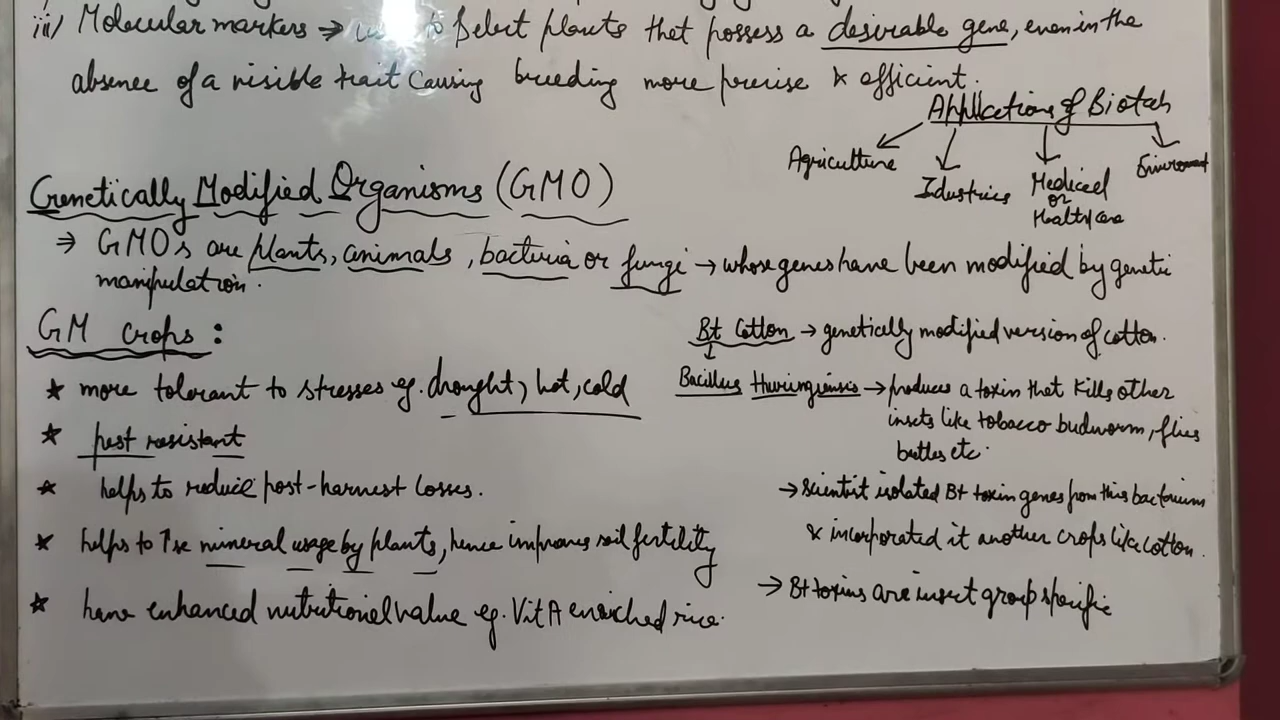 iii) Molecular markers ⇒ to select plants that possess a desirable gene, even in the
absence of a visible trait causing breeding more precise & efficient.
Applications of Biotech
Agriculture
Industries
Medical
or
Healthcare
Genetically Modified Organisms (GMO)
⇒ GMOs are plants, animals, bacteria or fungi → whose genes have been modified by genetic
manipulation.
GM crops :
★ more tolerant to stresses eg. drought, hot, cold
★ pest resistant
★ helps to reduce post-harvest losses.
★ helps to ↑se mineral usage by plants, hence improves soil fertility
★ have enhanced nutritional value eg. Vit A enriched rice.
Bt Cotton → genetically modified version of cotton.
Bacillus → produces a toxin that kills other
insects like tobacco budworm, flies
beetles etc.
→ Scientist isolated Bt toxin genes from this bacterium
& incorporated it another crops like cotton.
→ Bt toxins are insect group specific